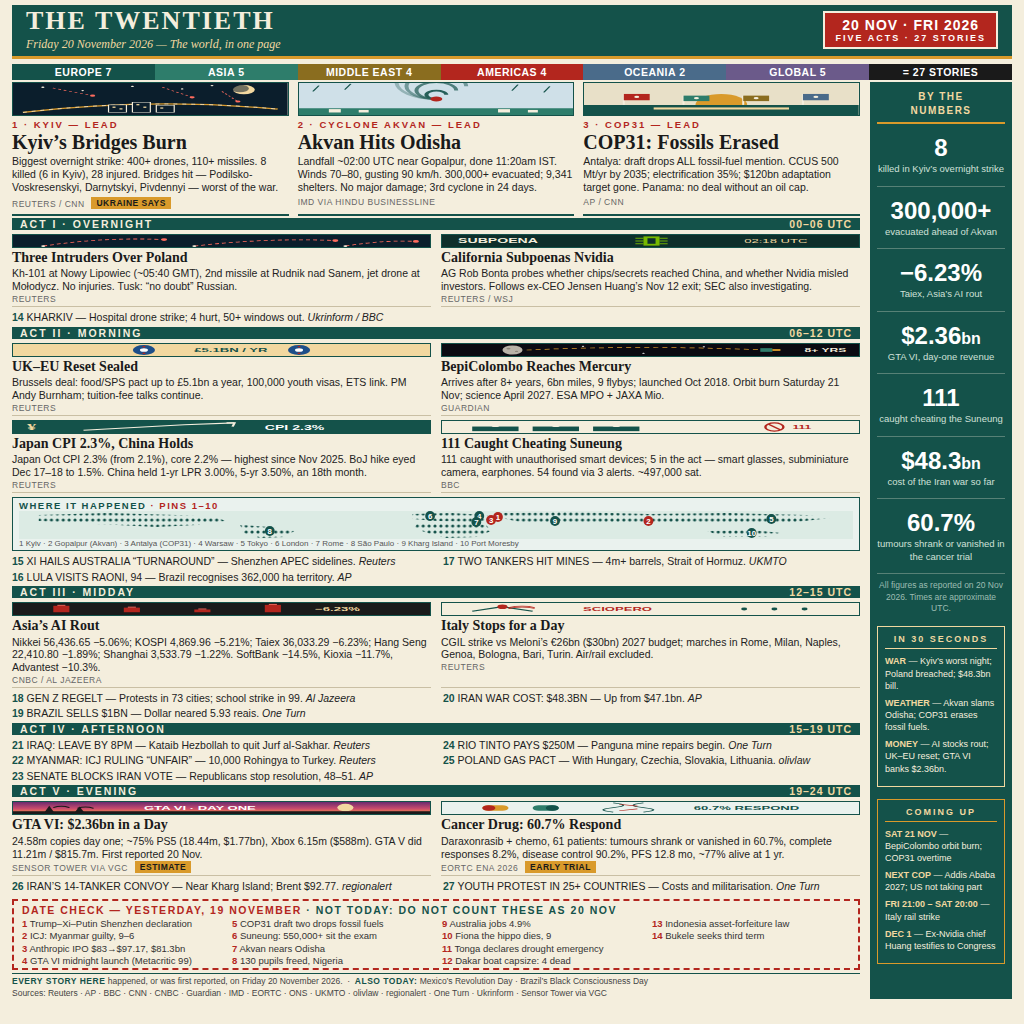 THE TWENTIETH
Friday 20 November 2026 — The world, in one page
20 NOV · FRI 2026
FIVE ACTS · 27 STORIES
EUROPE 7
ASIA 5
MIDDLE EAST 4
AMERICAS 4
OCEANIA 2
GLOBAL 5
= 27 STORIES
1 · KYIV — LEAD
Kyiv's Bridges Burn
Biggest overnight strike: 400+ drones, 110+ missiles. 8
killed (6 in Kyiv), 28 injured. Bridges hit — Podilsko-
Voskresenskyi, Darnytskyi, Pivdennyi — worst of the war.
REUTERS / CNN UKRAINE SAYS
2 · CYCLONE AKVAN — LEAD
Akvan Hits Odisha
Landfall ~02:00 UTC near Gopalpur, done 11:20am IST.
Winds 70–80, gusting 90 km/h. 300,000+ evacuated; 9,341
shelters. No major damage; 3rd cyclone in 24 days.
IMD VIA HINDU BUSINESSLINE
3 · COP31 — LEAD
COP31: Fossils Erased
Antalya: draft drops ALL fossil-fuel mention. CCUS 500
Mt/yr by 2035; electrification 35%; $120bn adaptation
target gone. Panama: no deal without an oil cap.
AP / CNN
ACT I · OVERNIGHT 00–06 UTC
Three Intruders Over Poland
Kh-101 at Nowy Lipowiec (~05:40 GMT), 2nd missile at Rudnik nad Sanem, jet drone at
Mołodycz. No injuries. Tusk: "no doubt" Russian.
REUTERS
SUBPOENA 02:18 UTC
California Subpoenas Nvidia
AG Rob Bonta probes whether chips/secrets reached China, and whether Nvidia misled
investors. Follows ex-CEO Jensen Huang's Nov 12 exit; SEC also investigating.
REUTERS / WSJ
14 KHARKIV — Hospital drone strike; 4 hurt, 50+ windows out. Ukrinform / BBC
ACT II · MORNING 06–12 UTC
£5.1BN / YR
UK–EU Reset Sealed
Brussels deal: food/SPS pact up to £5.1bn a year, 100,000 youth visas, ETS link. PM
Andy Burnham; tuition-fee talks continue.
REUTERS
8+ YRS
BepiColombo Reaches Mercury
Arrives after 8+ years, 6bn miles, 9 flybys; launched Oct 2018. Orbit burn Saturday 21
Nov; science April 2027. ESA MPO + JAXA Mio.
GUARDIAN
¥ CPI 2.3%
Japan CPI 2.3%, China Holds
Japan Oct CPI 2.3% (from 2.1%), core 2.2% — highest since Nov 2025. BoJ hike eyed
Dec 17–18 to 1.5%. China held 1-yr LPR 3.00%, 5-yr 3.50%, an 18th month.
REUTERS
111
111 Caught Cheating Suneung
111 caught with unauthorised smart devices; 5 in the act — smart glasses, subminiature
camera, earphones. 54 found via 3 alerts. ~497,000 sat.
BBC
WHERE IT HAPPENED · PINS 1–10
6 4 7 3 1 9 2 5 8 10
1 Kyiv · 2 Gopalpur (Akvan) · 3 Antalya (COP31) · 4 Warsaw · 5 Tokyo · 6 London · 7 Rome · 8 São Paulo · 9 Kharg Island · 10 Port Moresby
15 XI HAILS AUSTRALIA "TURNAROUND" — Shenzhen APEC sidelines. Reuters
17 TWO TANKERS HIT MINES — 4m+ barrels, Strait of Hormuz. UKMTO
16 LULA VISITS RAONI, 94 — Brazil recognises 362,000 ha territory. AP
ACT III · MIDDAY 12–15 UTC
−6.23%
Asia's AI Rout
Nikkei 56,436.65 −5.06%; KOSPI 4,869.96 −5.21%; Taiex 36,033.29 −6.23%; Hang Seng
22,410.80 −1.89%; Shanghai 3,533.79 −1.22%. SoftBank −14.5%, Kioxia −11.7%,
Advantest −10.3%.
CNBC / AL JAZEERA
SCIOPERO
Italy Stops for a Day
CGIL strike vs Meloni's €26bn ($30bn) 2027 budget; marches in Rome, Milan, Naples,
Genoa, Bologna, Bari, Turin. Air/rail excluded.
REUTERS
18 GEN Z REGELT — Protests in 73 cities; school strike in 99. Al Jazeera
20 IRAN WAR COST: $48.3BN — Up from $47.1bn. AP
19 BRAZIL SELLS $1BN — Dollar neared 5.93 reais. One Turn
ACT IV · AFTERNOON 15–19 UTC
21 IRAQ: LEAVE BY 8PM — Kataib Hezbollah to quit Jurf al-Sakhar. Reuters
24 RIO TINTO PAYS $250M — Panguna mine repairs begin. One Turn
22 MYANMAR: ICJ RULING "UNFAIR" — 10,000 Rohingya to Turkey. Reuters
25 POLAND GAS PACT — With Hungary, Czechia, Slovakia, Lithuania. olivlaw
23 SENATE BLOCKS IRAN VOTE — Republicans stop resolution, 48–51. AP
ACT V · EVENING 19–24 UTC
GTA VI · DAY ONE
GTA VI: $2.36bn in a Day
24.58m copies day one; ~75% PS5 (18.44m, $1.77bn), Xbox 6.15m ($588m). GTA V did
11.21m / $815.7m. First reported 20 Nov.
SENSOR TOWER VIA VGC ESTIMATE
60.7% RESPOND
Cancer Drug: 60.7% Respond
Daraxonrasib + chemo, 61 patients: tumours shrank or vanished in 60.7%, complete
responses 8.2%, disease control 90.2%, PFS 12.8 mo, ~77% alive at 1 yr.
EORTC ENA 2026 EARLY TRIAL
26 IRAN'S 14-TANKER CONVOY — Near Kharg Island; Brent $92.77. regionalert
27 YOUTH PROTEST IN 25+ COUNTRIES — Costs and militarisation. One Turn
DATE CHECK — YESTERDAY, 19 NOVEMBER · NOT TODAY: DO NOT COUNT THESE AS 20 NOV
1 Trump–Xi–Putin Shenzhen declaration
2 ICJ: Myanmar guilty, 9–6
3 Anthropic IPO $83→$97.17, $81.3bn
4 GTA VI midnight launch (Metacritic 99)
5 COP31 draft two drops fossil fuels
6 Suneung: 550,000+ sit the exam
7 Akvan nears Odisha
8 130 pupils freed, Nigeria
9 Australia jobs 4.9%
10 Fiona the hippo dies, 9
11 Tonga declares drought emergency
12 Dakar boat capsize: 4 dead
13 Indonesia asset-forfeiture law
14 Bukele seeks third term
EVERY STORY HERE happened, or was first reported, on Friday 20 November 2026. · ALSO TODAY: Mexico's Revolution Day · Brazil's Black Consciousness Day
Sources: Reuters · AP · BBC · CNN · CNBC · Guardian · IMD · EORTC · ONS · UKMTO · olivlaw · regionalert · One Turn · Ukrinform · Sensor Tower via VGC
BY THE
NUMBERS
8
killed in Kyiv's overnight strike
300,000+
evacuated ahead of Akvan
−6.23%
Taiex, Asia's AI rout
$2.36bn
GTA VI, day-one revenue
111
caught cheating the Suneung
$48.3bn
cost of the Iran war so far
60.7%
tumours shrank or vanished in
the cancer trial
All figures as reported on 20 Nov
2026. Times are approximate
UTC.
IN 30 SECONDS
WAR — Kyiv's worst night;
Poland breached; $48.3bn
bill.
WEATHER — Akvan slams
Odisha; COP31 erases
fossil fuels.
MONEY — AI stocks rout;
UK–EU reset; GTA VI
banks $2.36bn.
COMING UP
SAT 21 NOV —
BepiColombo orbit burn;
COP31 overtime
NEXT COP — Addis Ababa
2027; US not taking part
FRI 21:00 – SAT 20:00 —
Italy rail strike
DEC 1 — Ex-Nvidia chief
Huang testifies to Congress